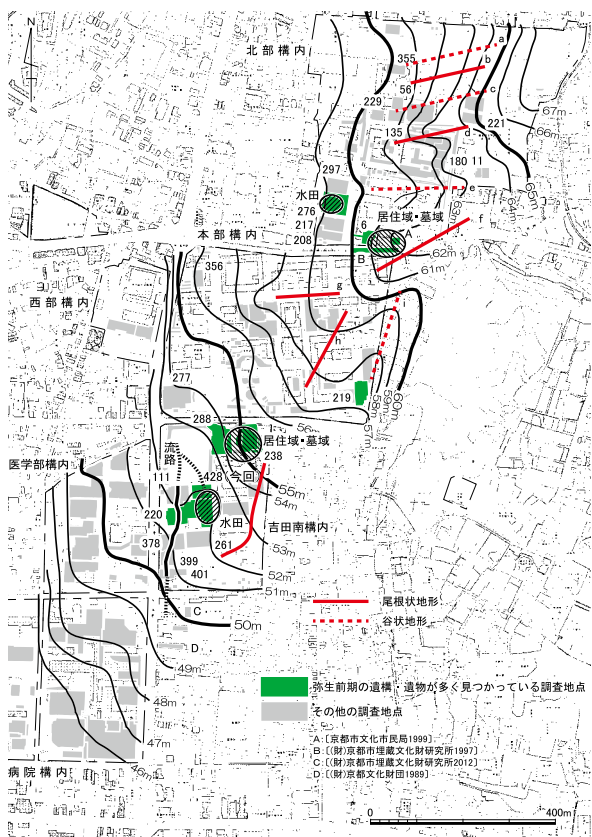 N
北部構内
355
a
b
56
c
229
67m
66m
135
d
221
180
11
65m
297
64m
e
水田
居住域・墓域
63m
f
276
6
A
217
本部構内
B
208
62m
61m
356
西部構内
g
h
277
219
60m
59m
58m
57m
56m
288
居住域・墓域
流路
238
医学部構内
111
428(今回)
55m
54m
220
水田
吉田南構内
378
261
53m
399
52m
401
51m
C
50m
尾根状地形
谷状地形
D
49m
48m
47m
46m
病院構内
弥生前期の遺構・遺物が多く見つかっている調査地点
その他の調査地点
A:[京都市文化市民局1999]
B:[(財)京都市埋蔵文化財研究所1997]
C:[(財)京都市埋蔵文化財研究所2012]
D:[(財)京都文化財団1989]
0
400m